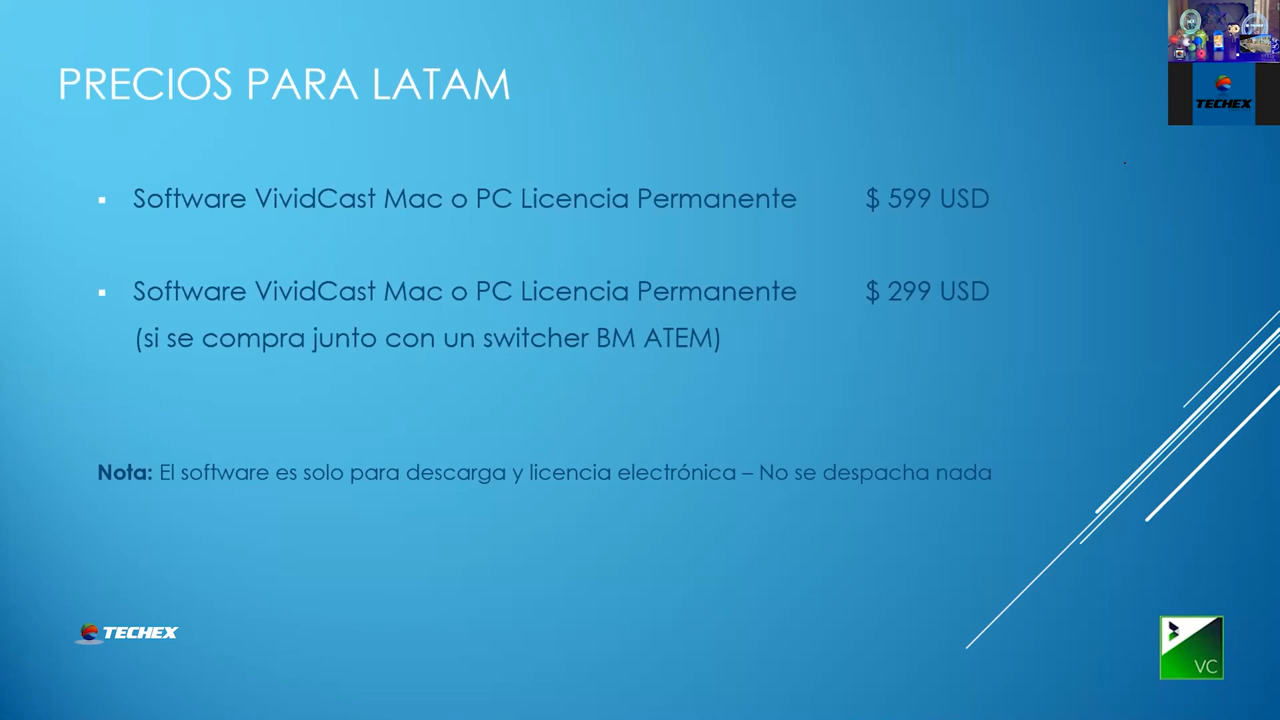 PRECIOS PARA LATAM
TECHEX
Software VividCast Mac o PC Licencia Permanente $ 599 USD
Software VividCast Mac o PC Licencia Permanente $ 299 USD
(si se compra junto con un switcher BM ATEM)
Nota: El software es solo para descarga y licencia electrónica – No se despacha nada
TECHEX
VC